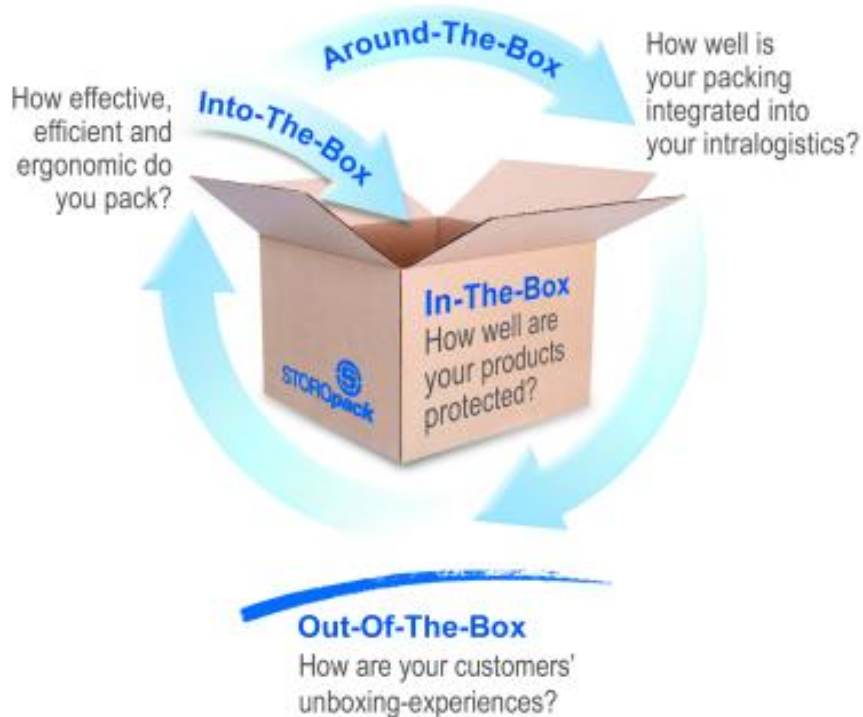 Around-The-Box
How well is
your packing
integrated into
your intralogistics?
Into-The-Box
How effective,
efficient and
ergonomic do
you pack?
In-The-Box
How well are
your products
protected?
STOROpack
Out-Of-The-Box
How are your customers'
unboxing-experiences?